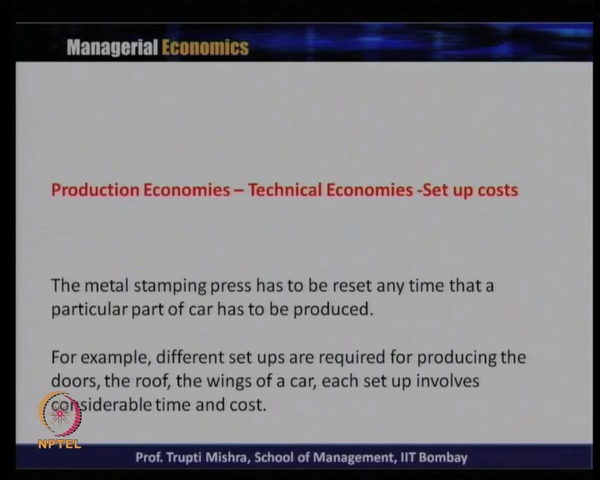 Managerial Economics
Production Economies – Technical Economies -Set up costs
The metal stamping press has to be reset any time that a
particular part of car has to be produced.
For example, different set ups are required for producing the
doors, the roof, the wings of a car, each set up involves
considerable time and cost.
NPTEL
Prof. Trupti Mishra, School of Management, IIT Bombay